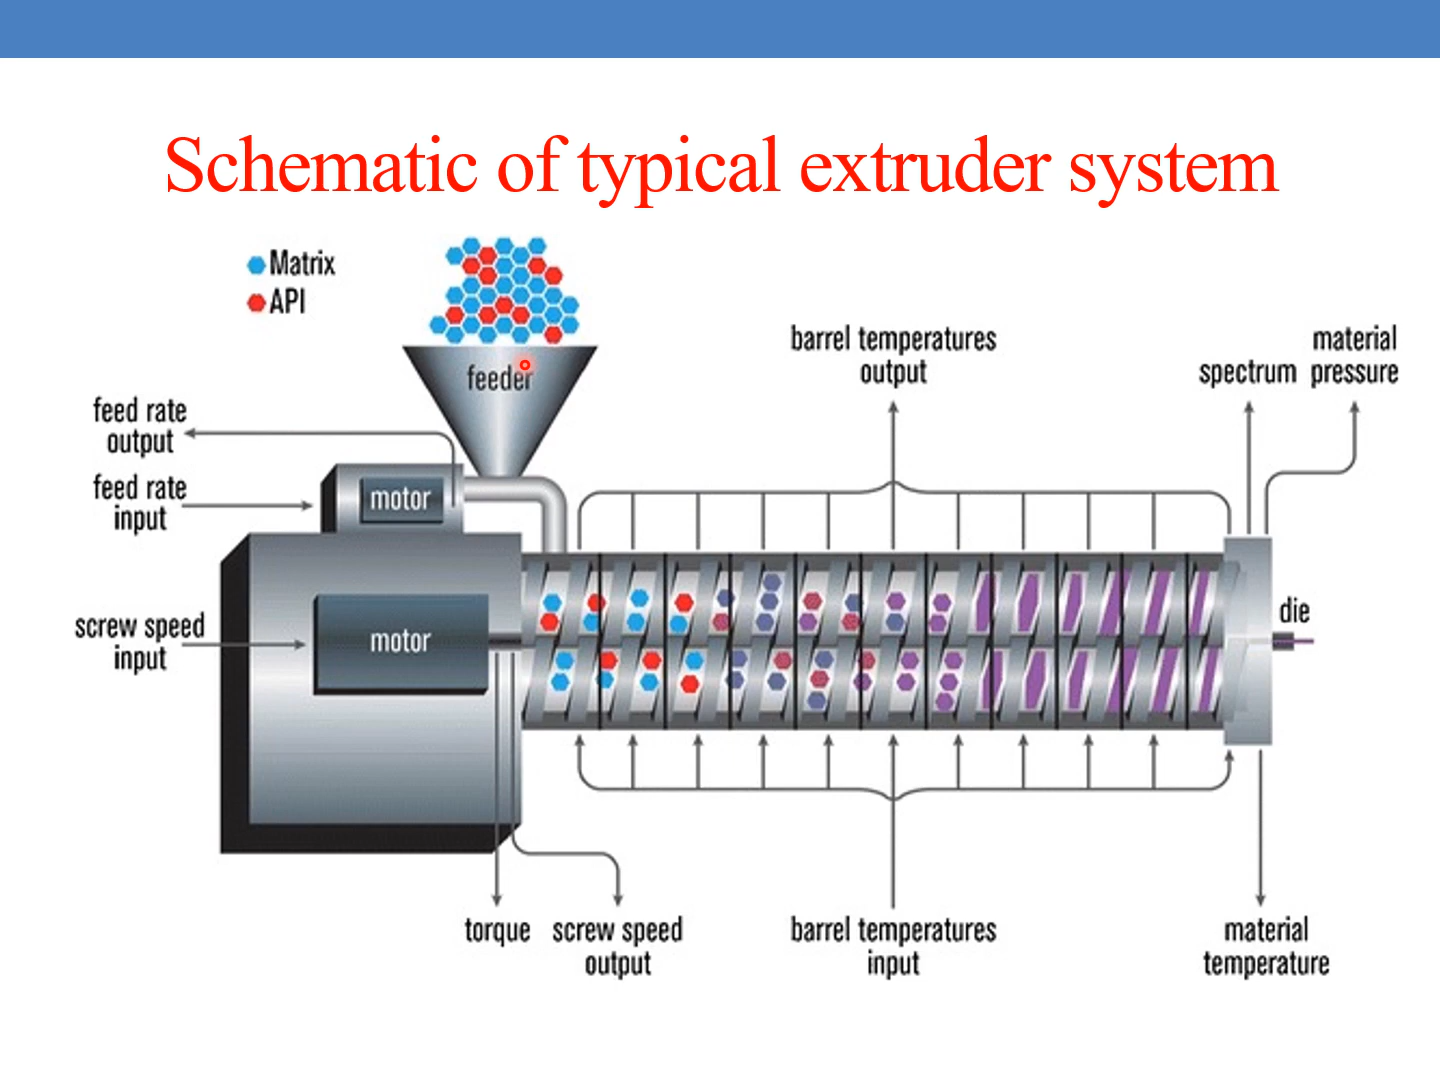 Schematic of typical extruder system
Matrix
API
feeder
feed rate
output
feed rate
input
motor
screw speed
input
motor
barrel temperatures
output
spectrum
material
pressure
die
torque
screw speed
output
barrel temperatures
input
material
temperature